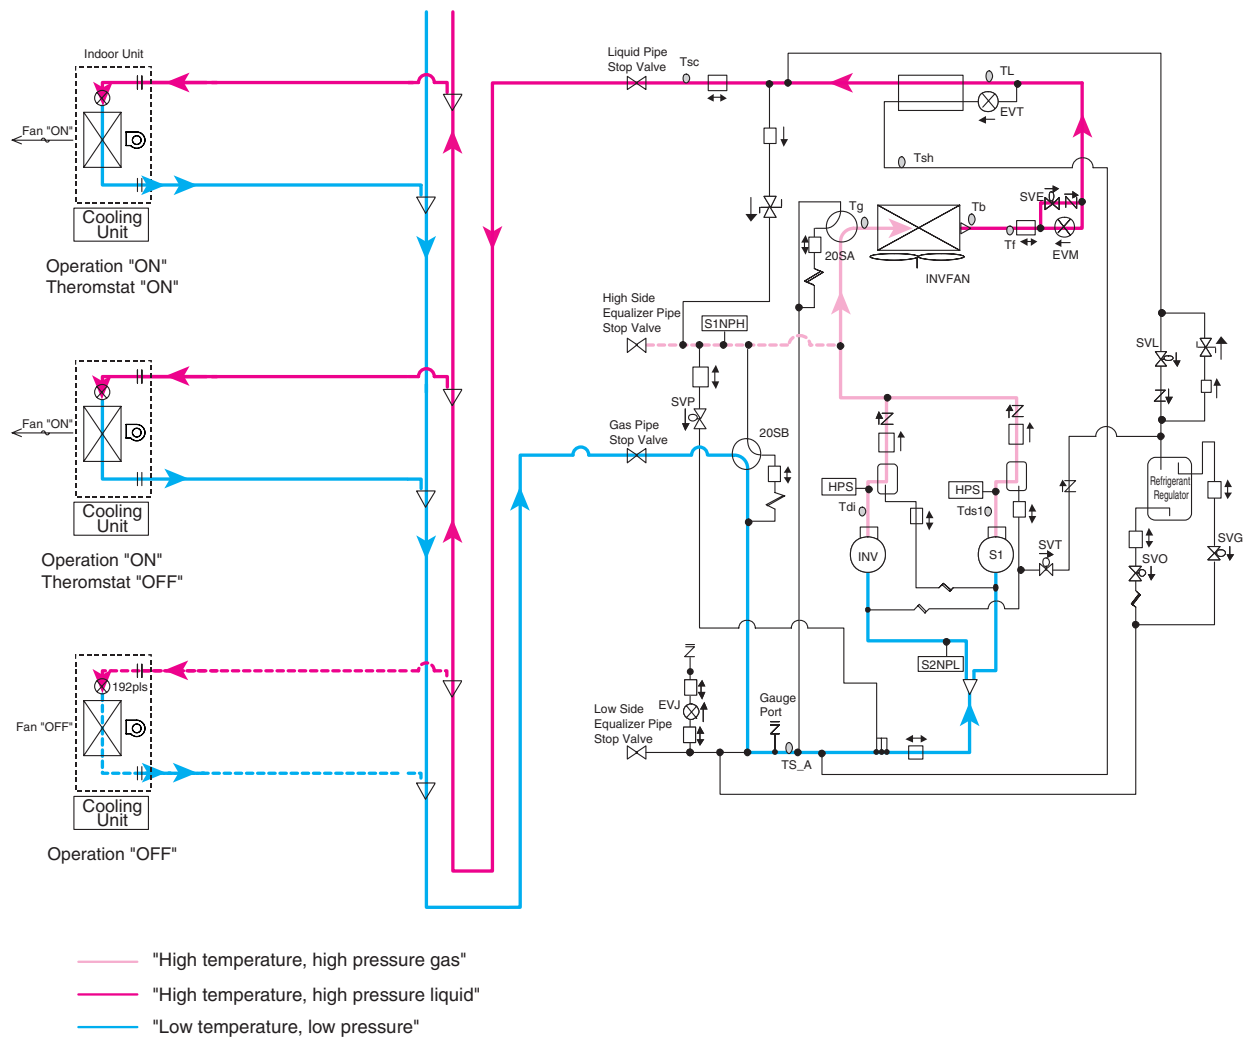 Indoor Unit
Fan "ON"
Cooling
Unit
Operation "ON"
Theromstat "ON"
Fan "ON"
Cooling
Unit
Operation "ON"
Theromstat "OFF"
192pls
Fan "OFF"
Cooling
Unit
Operation "OFF"
Liquid Pipe
Stop Valve
Tsc
TL
EVT
Tsh
SVE
Tg
Tb
Tf
EVM
20SA
INVFAN
High Side
Equalizer Pipe
Stop Valve
S1NPH
SVL
SVP
Gas Pipe
Stop Valve
20SB
HPS
HPS
Tdi
Tds1
INV
S1
SVT
Refrigerant
Regulator
SVG
SVO
S2NPL
EVJ
Gauge
Port
Low Side
Equalizer Pipe
Stop Valve
TS_A
"High temperature, high pressure gas"
"High temperature, high pressure liquid"
"Low temperature, low pressure"